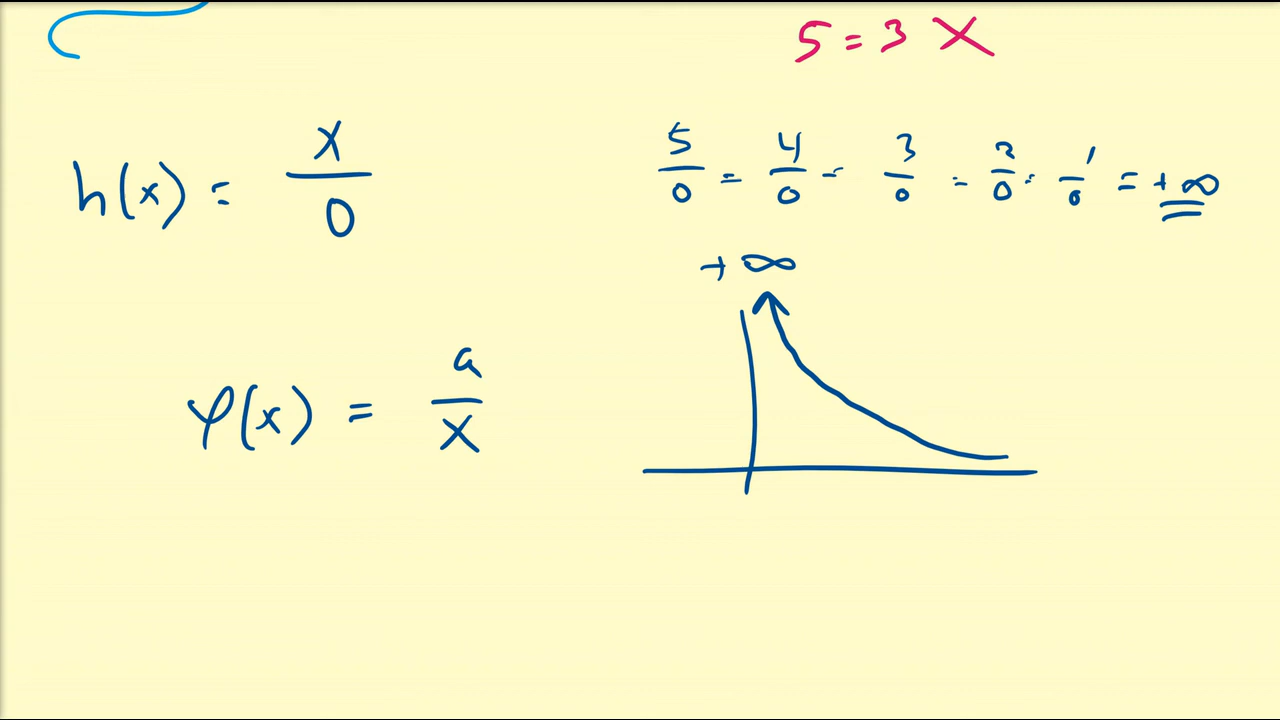 5 = 3 X
h(x) = x/0
5/0 = 4/0 = 3/0 = 2/0 = 1/0 = +∞
+∞
φ(x) = a/x